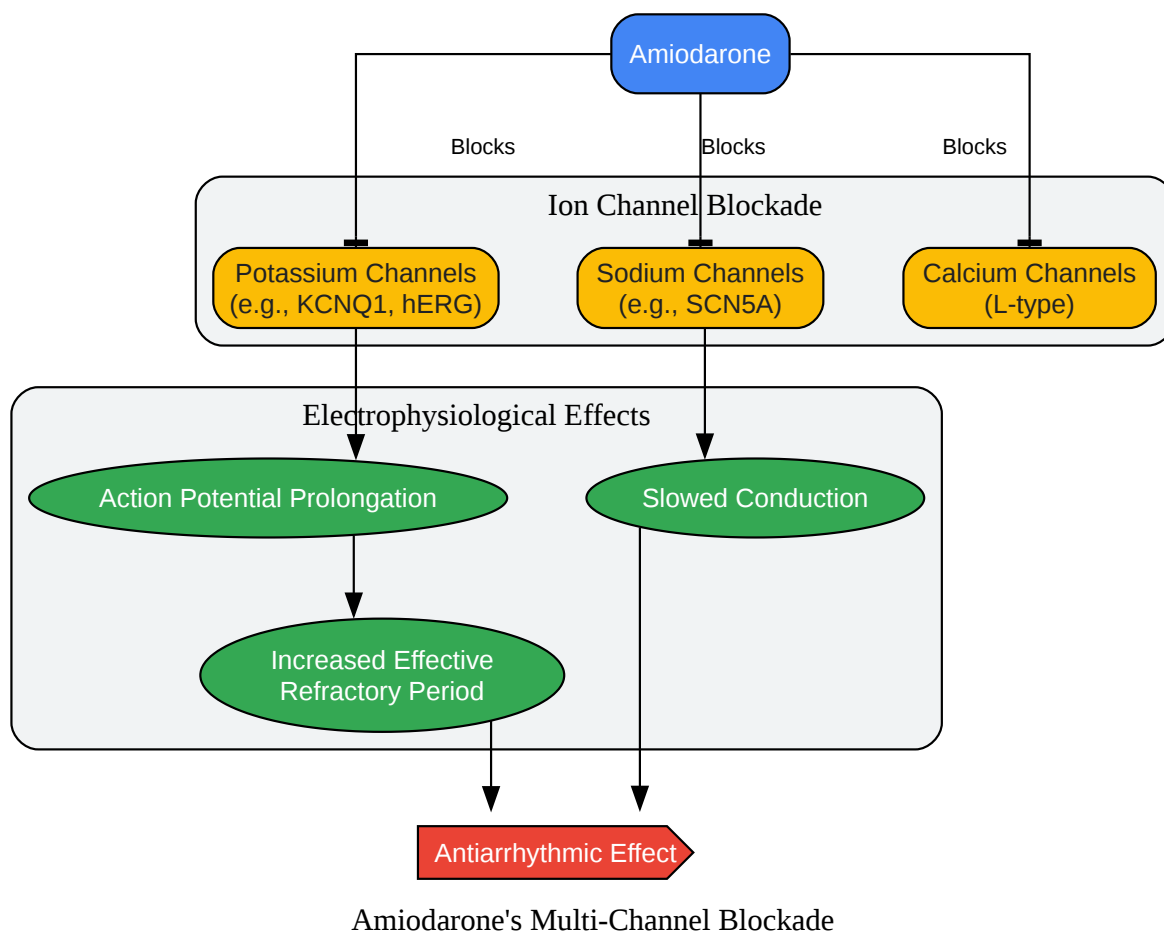 Amiodarone
Blocks
Blocks
Blocks
Ion Channel Blockade
Potassium Channels
(e.g., KCNQ1, hERG)
Sodium Channels
(e.g., SCN5A)
Calcium Channels
(L-type)
Electrophysiological Effects
Action Potential Prolongation
Slowed Conduction
Increased Effective
Refractory Period
Antiarrhythmic Effect
Amiodarone's Multi-Channel Blockade